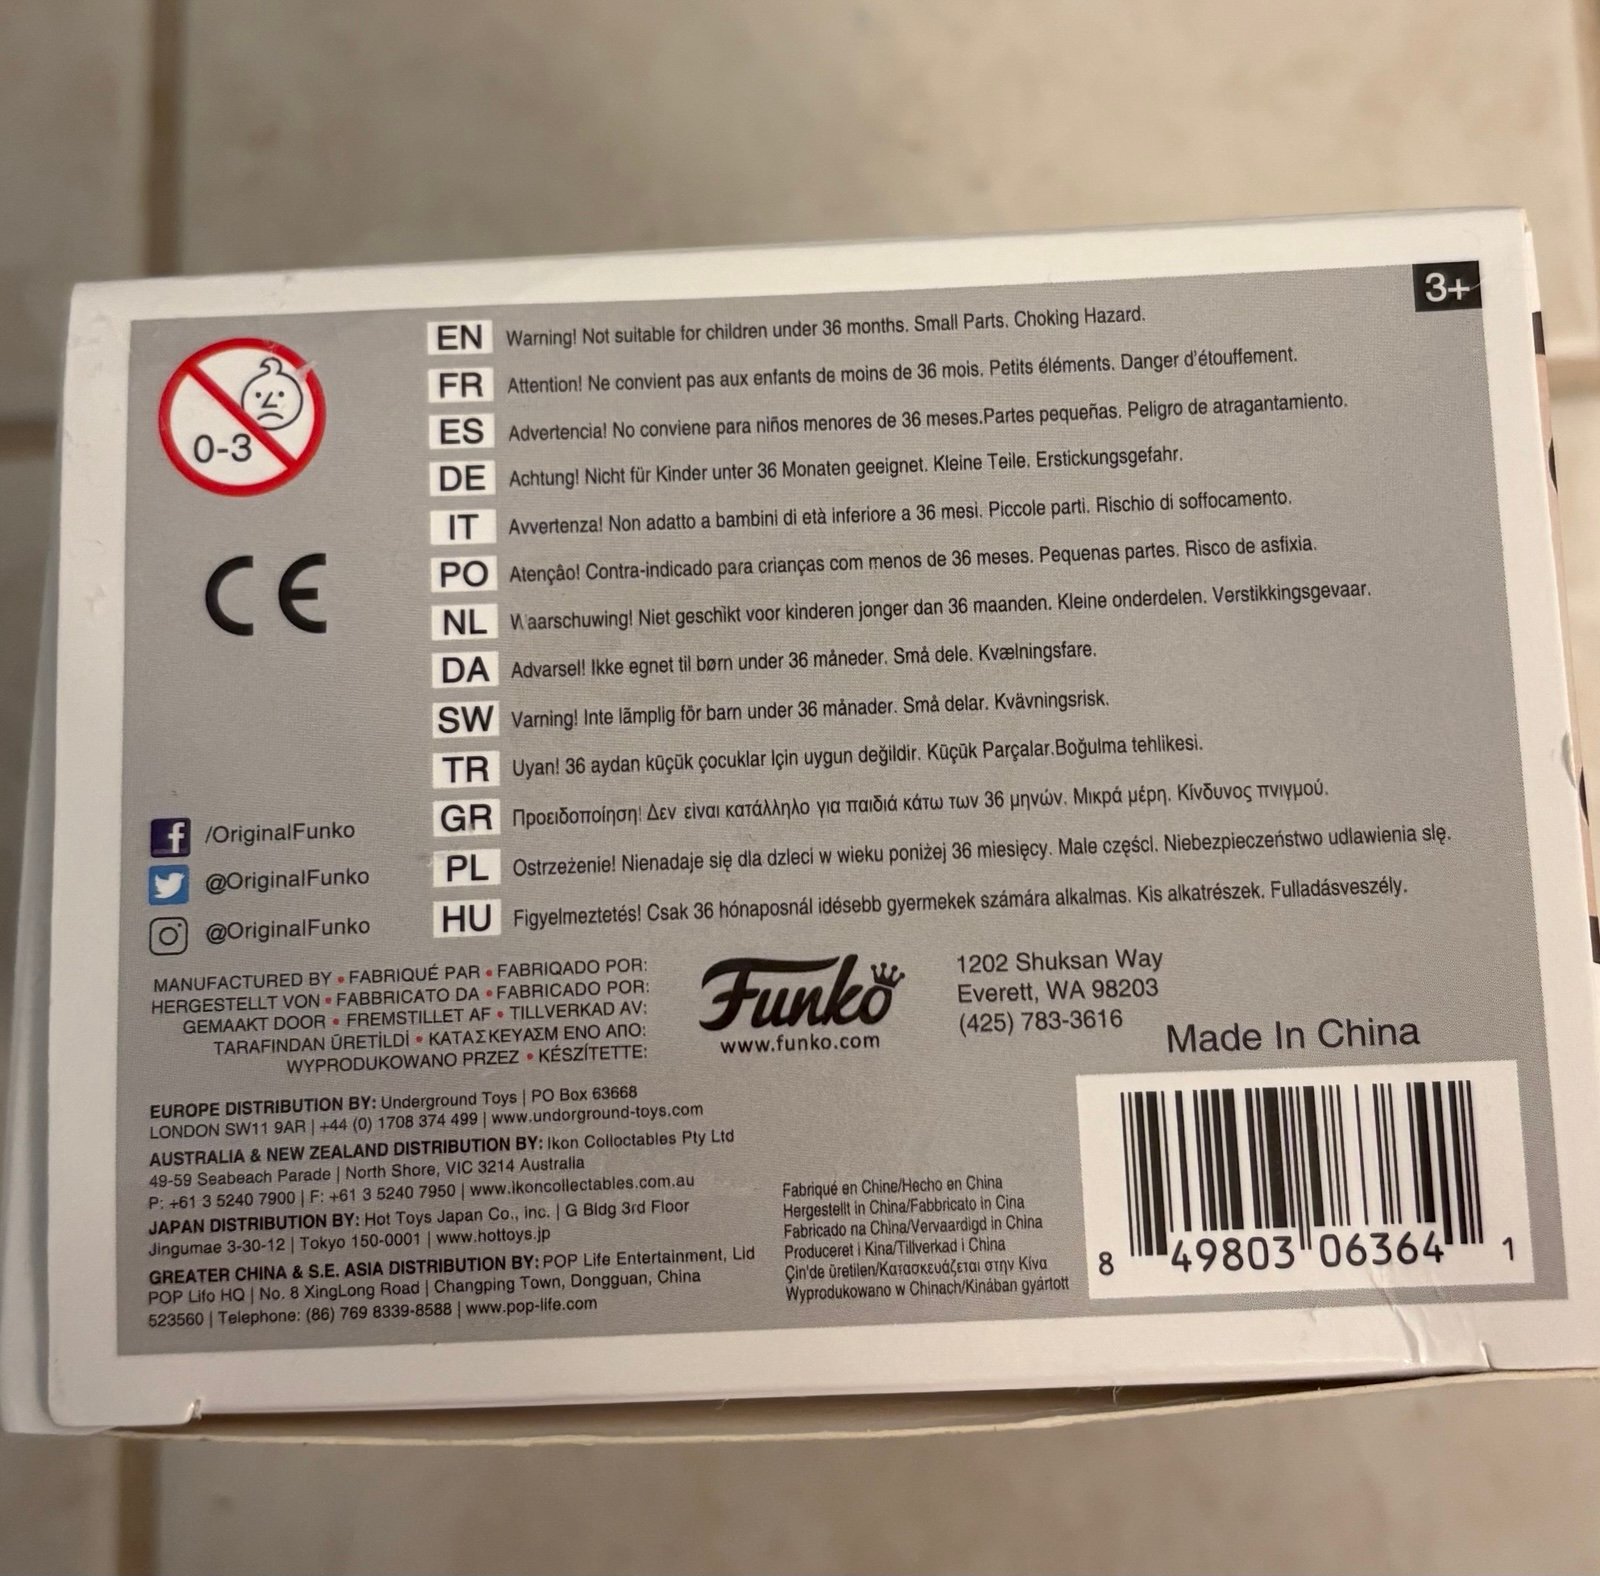 3+
0-3
CE
EN Warning! Not suitable for children under 36 months. Small Parts. Choking Hazard.
FR Attention! Ne convient pas aux enfants de moins de 36 mois. Petits éléments. Danger d'étouffement.
ES Advertencia! No conviene para niños menores de 36 meses.Partes pequeñas. Peligro de atragantamiento.
DE Achtung! Nicht für Kinder unter 36 Monaten geeignet. Kleine Teile. Erstickungsgefahr.
IT Avvertenza! Non adatto a bambini di età inferiore a 36 mesi. Piccole parti. Rischio di soffocamento.
PO Atençâo! Contra-indicado para crianças com menos de 36 meses. Pequenas partes. Risco de asfixia.
NL Waarschuwing! Niet geschikt voor kinderen jonger dan 36 maanden. Kleine onderdelen. Verstikkingsgevaar.
DA Advarsel! Ikke egnet til børn under 36 måneder. Små dele. Kvælningsfare.
SW Varning! Inte lãmplig för barn under 36 månader. Små delar. Kvävningsrisk.
TR Uyan! 36 aydan kûçük çocuklar Için uygun değildir. Küçük Parçalar.Boğulma tehlikesi.
GR Προειδοποίηση! Δεν είναι κατάλληλο για παιδιά κάτω των 36 μηνών. Μικρά μέρη. Κίνδυνος πνιγμού.
PL Ostrzeżenie! Nienadaje się dla dzleci w wieku poniżej 36 miesięcy. Male częścl. Niebezpieczeństwo udlawienia slę.
HU Figyelmeztetés! Csak 36 hónaposnál idésebb gyermekek számára alkalmas. Kis alkatrészek. Fulladásveszély.
/OriginalFunko
@OriginalFunko
@OriginalFunko
MANUFACTURED BY • FABRIQUÉ PAR • FABRIQADO POR:
HERGESTELLT VON • FABBRICATO DA • FABRICADO POR:
GEMAAKT DOOR • FREMSTILLET AF • TILLVERKAD AV:
TARAFINDAN ÜRETİLDİ • ΚΑΤΑΣΚΕΥΑΣΜ ΕΝΟ ΑΠΟ:
WYPRODUKOWANO PRZEZ • KÉSZÍTETTE:
Funko
www.funko.com
1202 Shuksan Way
Everett, WA 98203
(425) 783-3616
Made In China
EUROPE DISTRIBUTION BY: Underground Toys | PO Box 63668
LONDON SW11 9AR | +44 (0) 1708 374 499 | www.undorground-toys.com
AUSTRALIA & NEW ZEALAND DISTRIBUTION BY: Ikon Colloctables Pty Ltd
49-59 Seabeach Parade | North Shore, VIC 3214 Australia
P: +61 3 5240 7900 | F: +61 3 5240 7950 | www.ikoncollectables.com.au
JAPAN DISTRIBUTION BY: Hot Toys Japan Co., inc. | G Bldg 3rd Floor
Jingumae 3-30-12 | Tokyo 150-0001 | www.hottoys.jp
GREATER CHINA & S.E. ASIA DISTRIBUTION BY: POP Life Entertainment, Lid
POP Lifo HQ | No. 8 XingLong Road | Changping Town, Dongguan, China
523560 | Telephone: (86) 769 8339-8588 | www.pop-life.com
Fabriqué en Chine/Hecho en China
Hergestellt in China/Fabbricato in Cina
Fabricado na China/Vervaardigd in China
Produceret i Kina/Tillverkad i China
Çin'de üretilen/Κατασκευάζεται στην Κίνα
Wyprodukowano w Chinach/Kinában gyártott
8 49803 06364 1